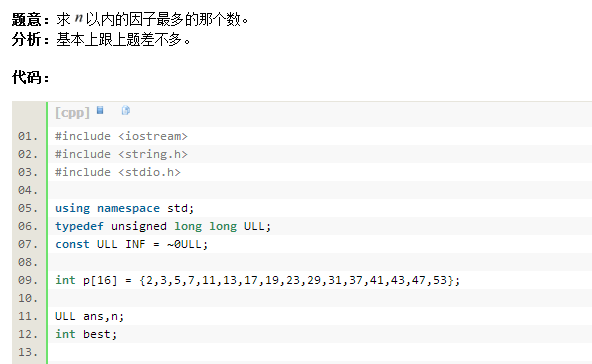 题意：求 n 以内的因子最多的那个数。
分析：基本上跟上题差不多。
代码：
[cpp]
01. #include <iostream>
02. #include <string.h>
03. #include <stdio.h>
04.
05. using namespace std;
06. typedef unsigned long long ULL;
07. const ULL INF = ~0ULL;
08.
09. int p[16] = {2,3,5,7,11,13,17,19,23,29,31,37,41,43,47,53};
10.
11. ULL ans,n;
12. int best;
13.